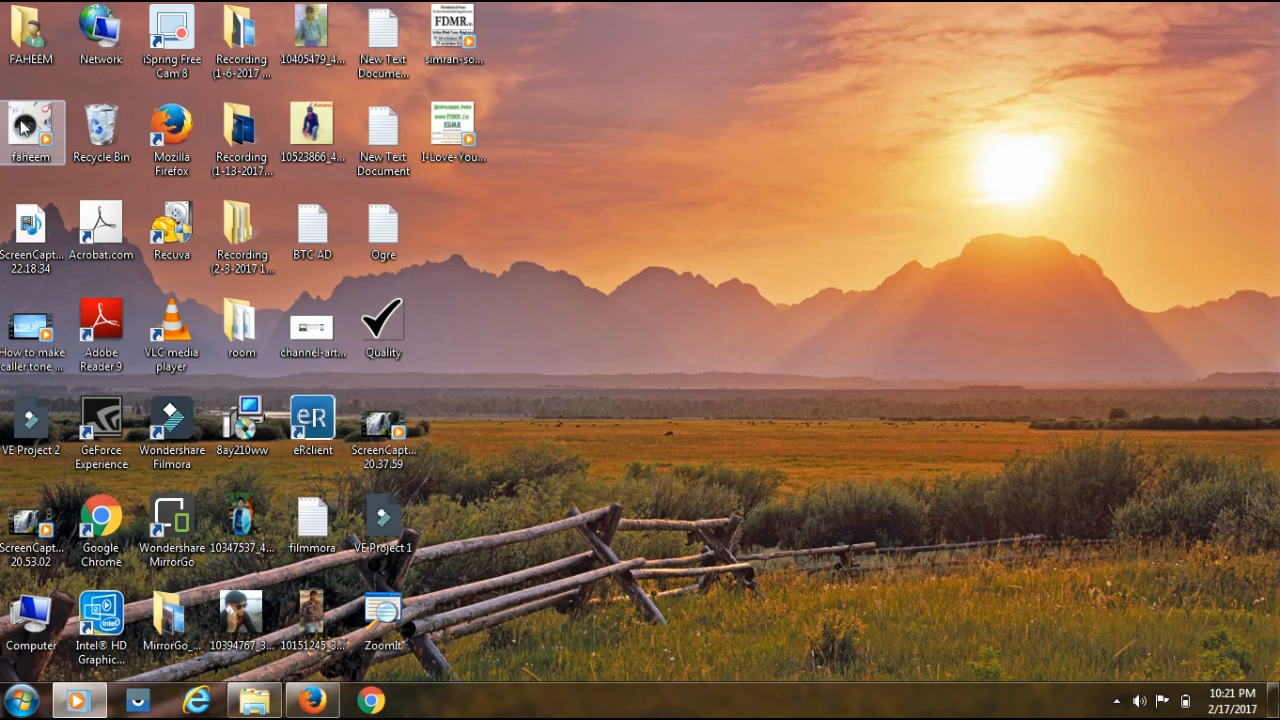 FAHEEM
Network
iSpring Free
Cam 8
Recording
(1-6-2017 ...
10405479_4...
New Text
Docume...
FDMR.in
simran-so...
faheem
Recycle Bin
Mozilla
Firefox
Recording
(1-13-2017...
10523866_4...
New Text
Document
I-Love-You...
ScreenCapt...
22.18.34
Acrobat.com
Recuva
Recording
(2-3-2017 1...
BTC AD
Ogre
How to make
caller tone ...
Adobe
Reader 9
VLC media
player
room
channel-art...
Quality
VE Project 2
GeForce
Experience
Wondershare
Filmora
8ay210ww
eR
eRclient
ScreenCapt...
20.37.59
ScreenCapt...
20.53.02
Google
Chrome
Wondershare
MirrorGo
10347537_4...
filmmora
VE Project 1
Computer
intel
Intel® HD
Graphic...
MirrorGo_...
10394767_3...
10151245_3...
ZoomIt
10:21 PM
2/17/2017